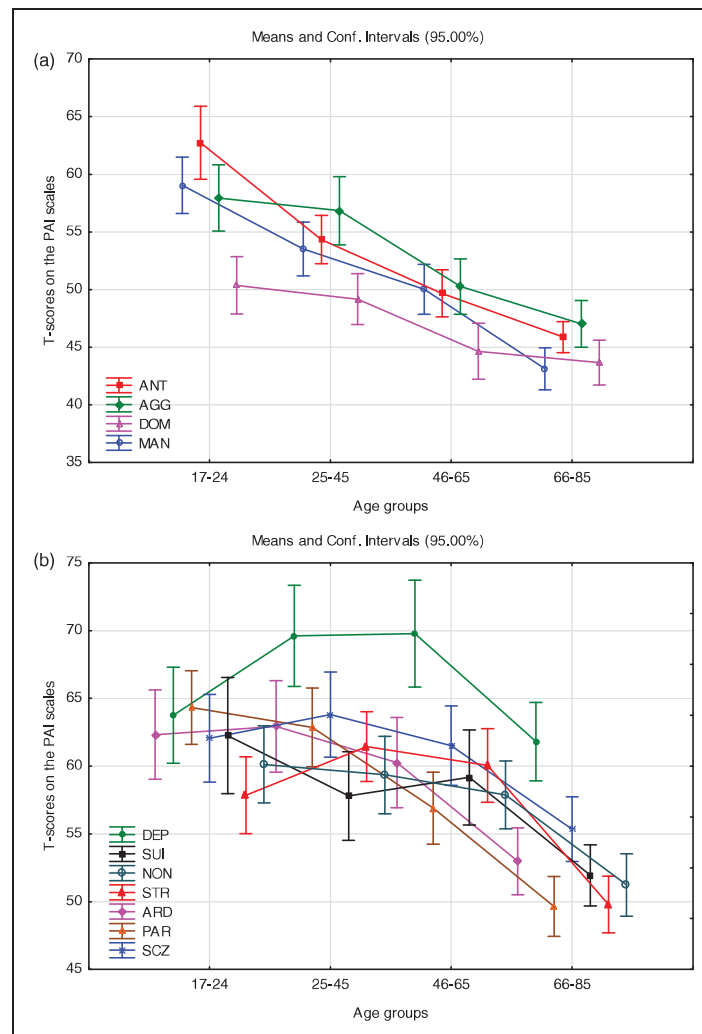 Means and Conf. Intervals (95.00%)
(a)
70
65
60
55
50
45
40
35
T-scores on the PAI scales
ANT
AGG
DOM
MAN
17-24 25-45 46-65 66-85
Age groups
Means and Conf. Intervals (95.00%)
(b)
75
70
65
60
55
50
45
T-scores on the PAI scales
DEP
SUI
NON
STR
ARD
PAR
SCZ
17-24 25-45 46-65 66-85
Age groups